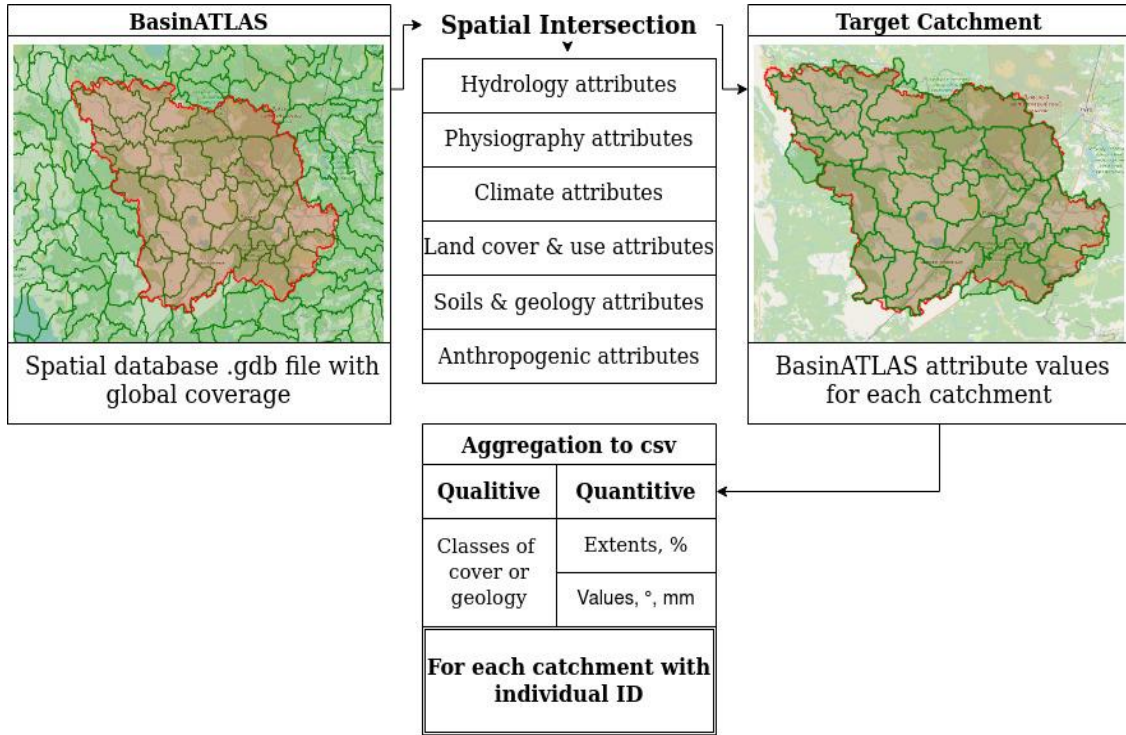 BasinATLAS
Spatial database .gdb file with
global coverage
Spatial Intersection
Hydrology attributes
Physiography attributes
Climate attributes
Land cover & use attributes
Soils & geology attributes
Anthropogenic attributes
Target Catchment
BasinATLAS attribute values
for each catchment
Aggregation to csv
Qualitive
Quantitive
Classes of
cover or
geology
Extents, %
Values, °, mm
For each catchment with
individual ID